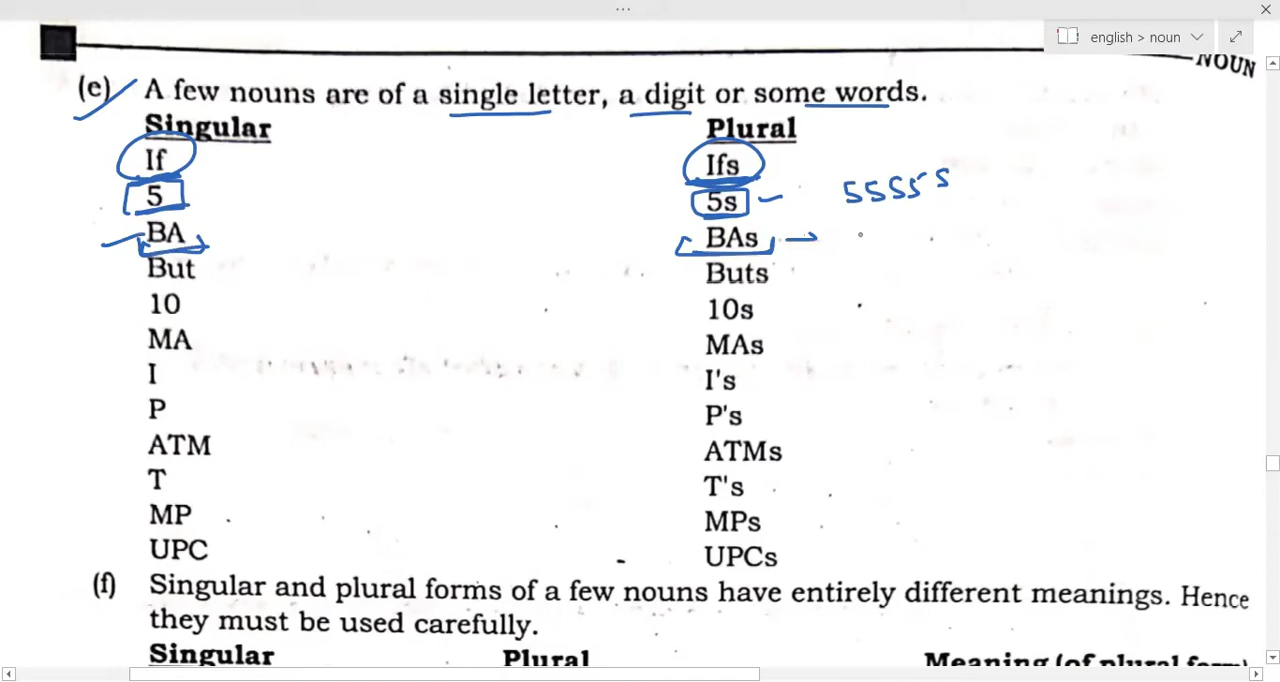 ...
english > noun
NOUN
(e) A few nouns are of a single letter, a digit or some words.
Singular Plural
If Ifs
5 5s 5555's
BA BAs
But Buts
10 10s
MA MAs
I I's
P P's
ATM ATMs
T T's
MP MPs
UPC UPCs
(f) Singular and plural forms of a few nouns have entirely different meanings. Hence
they must be used carefully.
Singular Plural Meaning (of plural form)